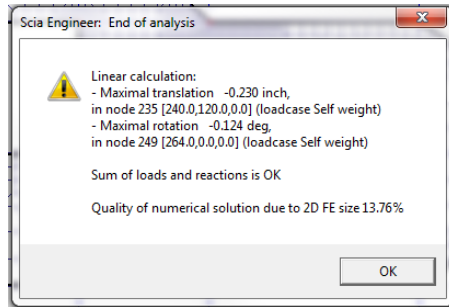 Scia Engineer: End of analysis
Linear calculation:
- Maximal translation -0.230 inch,
in node 235 [240.0,120.0,0.0] (loadcase Self weight)
- Maximal rotation -0.124 deg,
in node 249 [264.0,0.0,0.0] (loadcase Self weight)
Sum of loads and reactions is OK
Quality of numerical solution due to 2D FE size 13.76%
OK